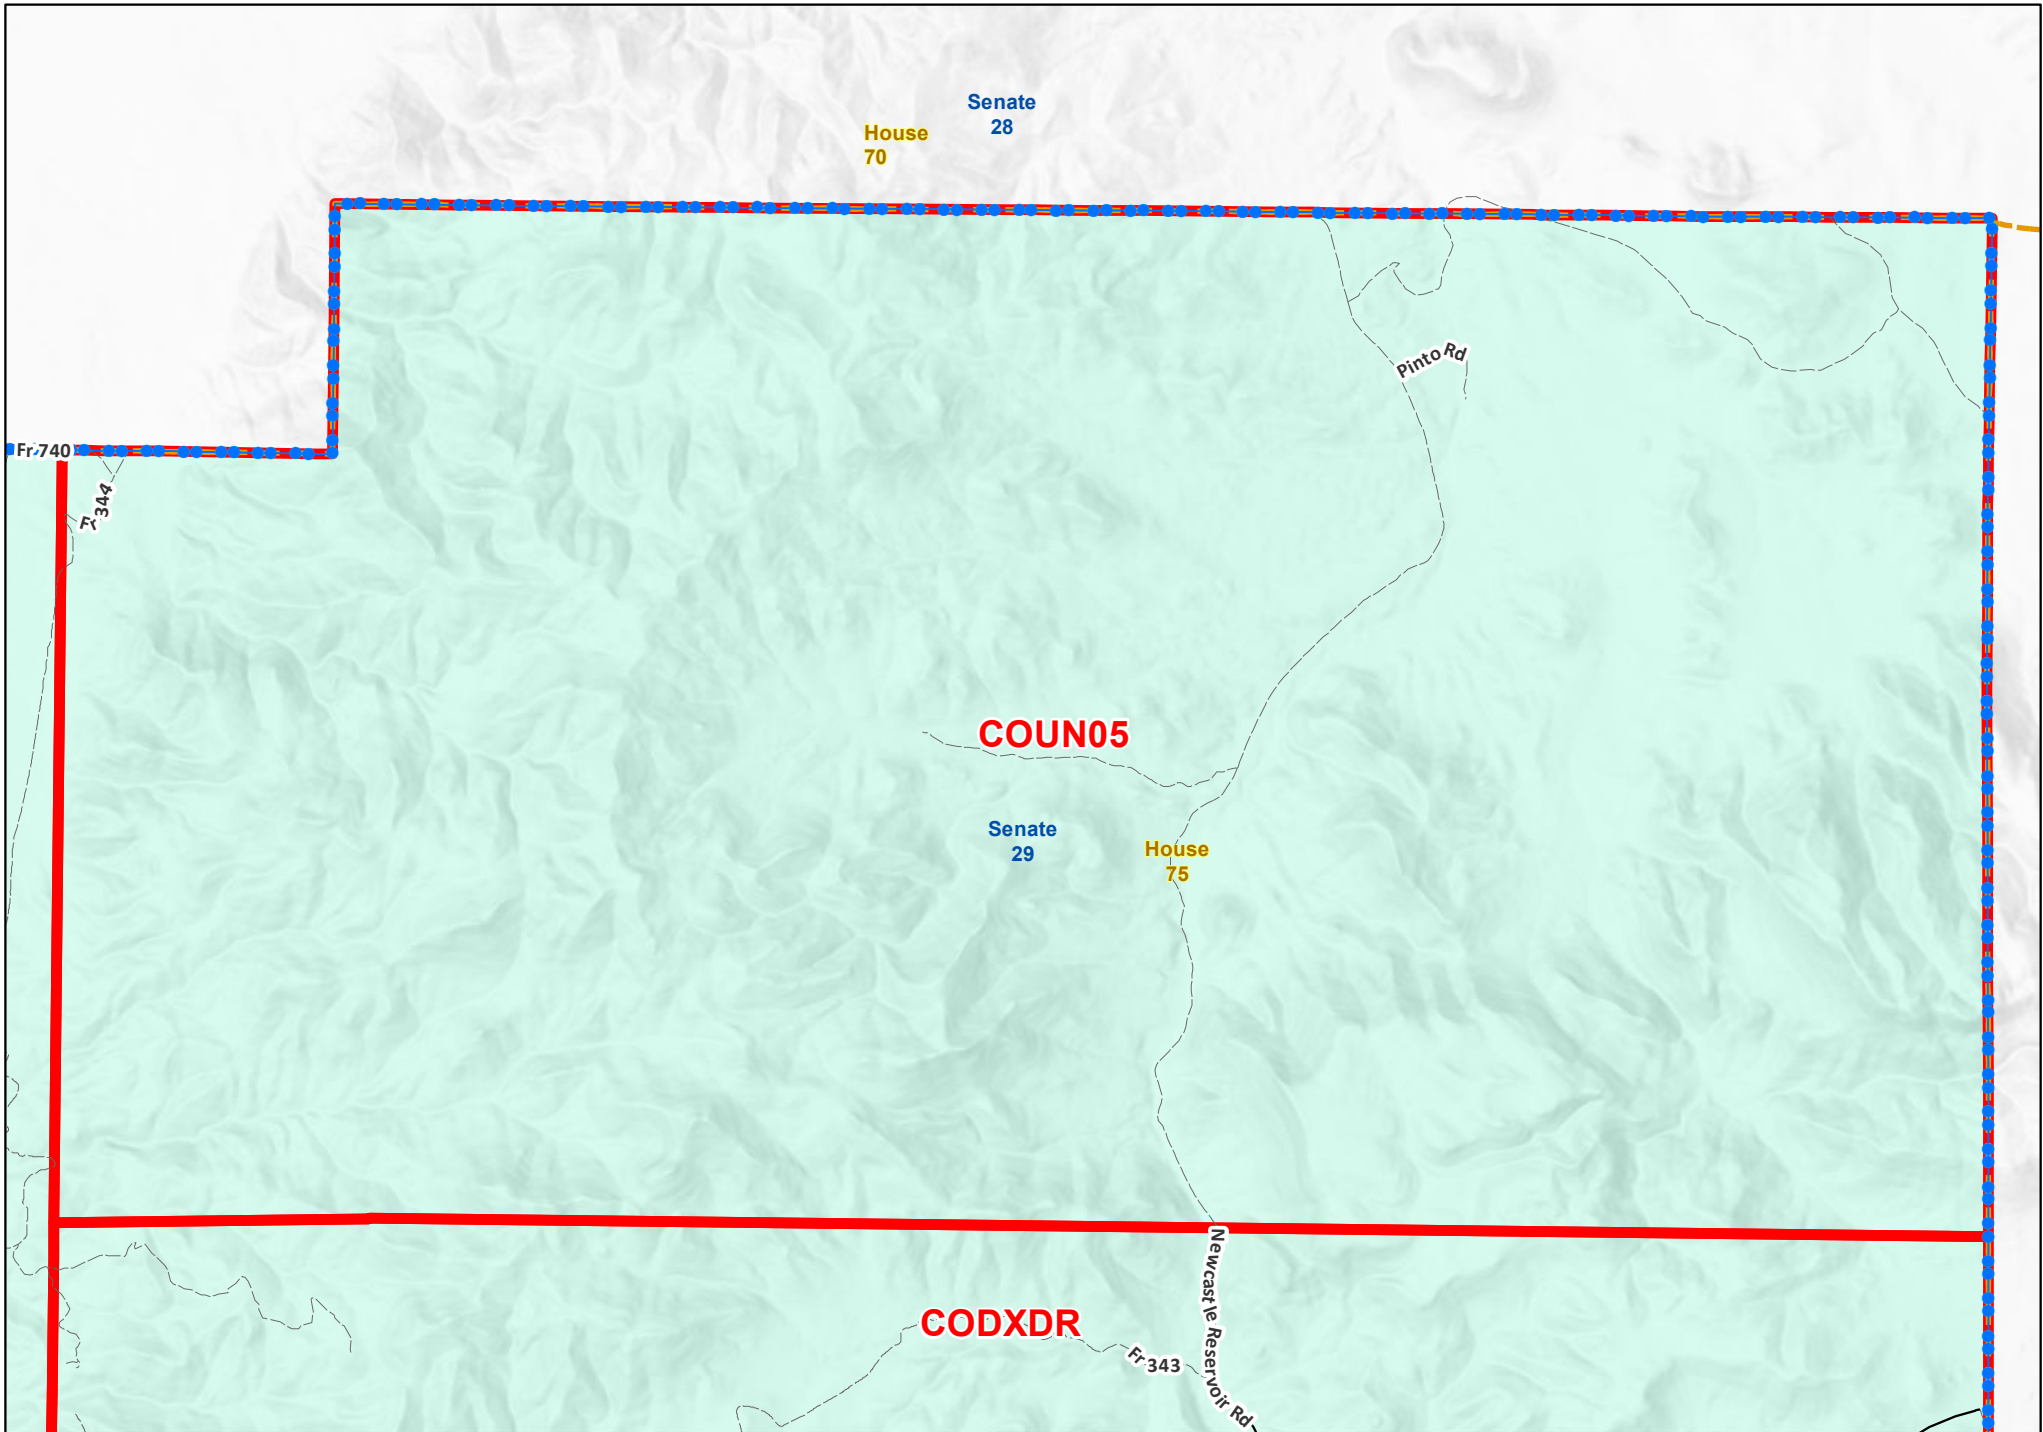 Senate
28
House
70
Pinto Rd
Fr 740
Fr 344
COUN05
Senate
29
House
75
Newcastle Reservoir Rd
CODXDR
Fr 343